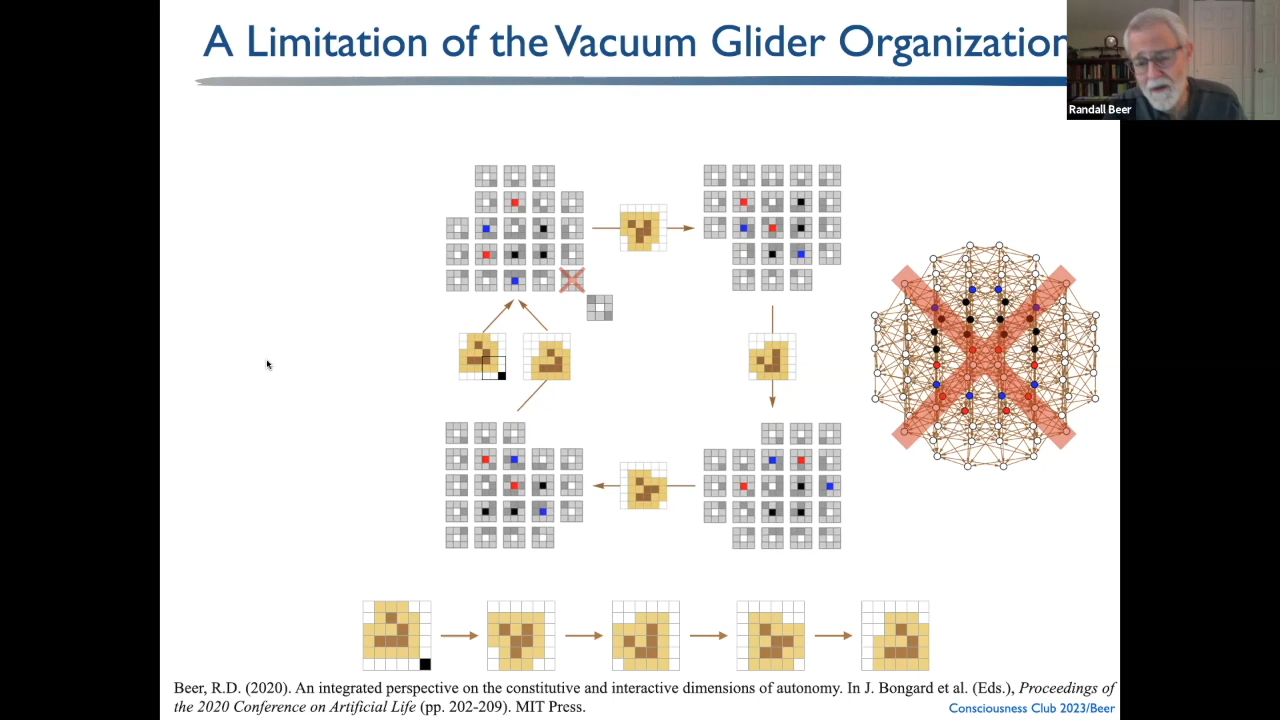 A Limitation of the Vacuum Glider Organization
Randall Beer
Beer, R.D. (2020). An integrated perspective on the constitutive and interactive dimensions of autonomy. In J. Bongard et al. (Eds.), Proceedings of
the 2020 Conference on Artificial Life (pp. 202-209). MIT Press.
Consciousness Club 2023/Beer